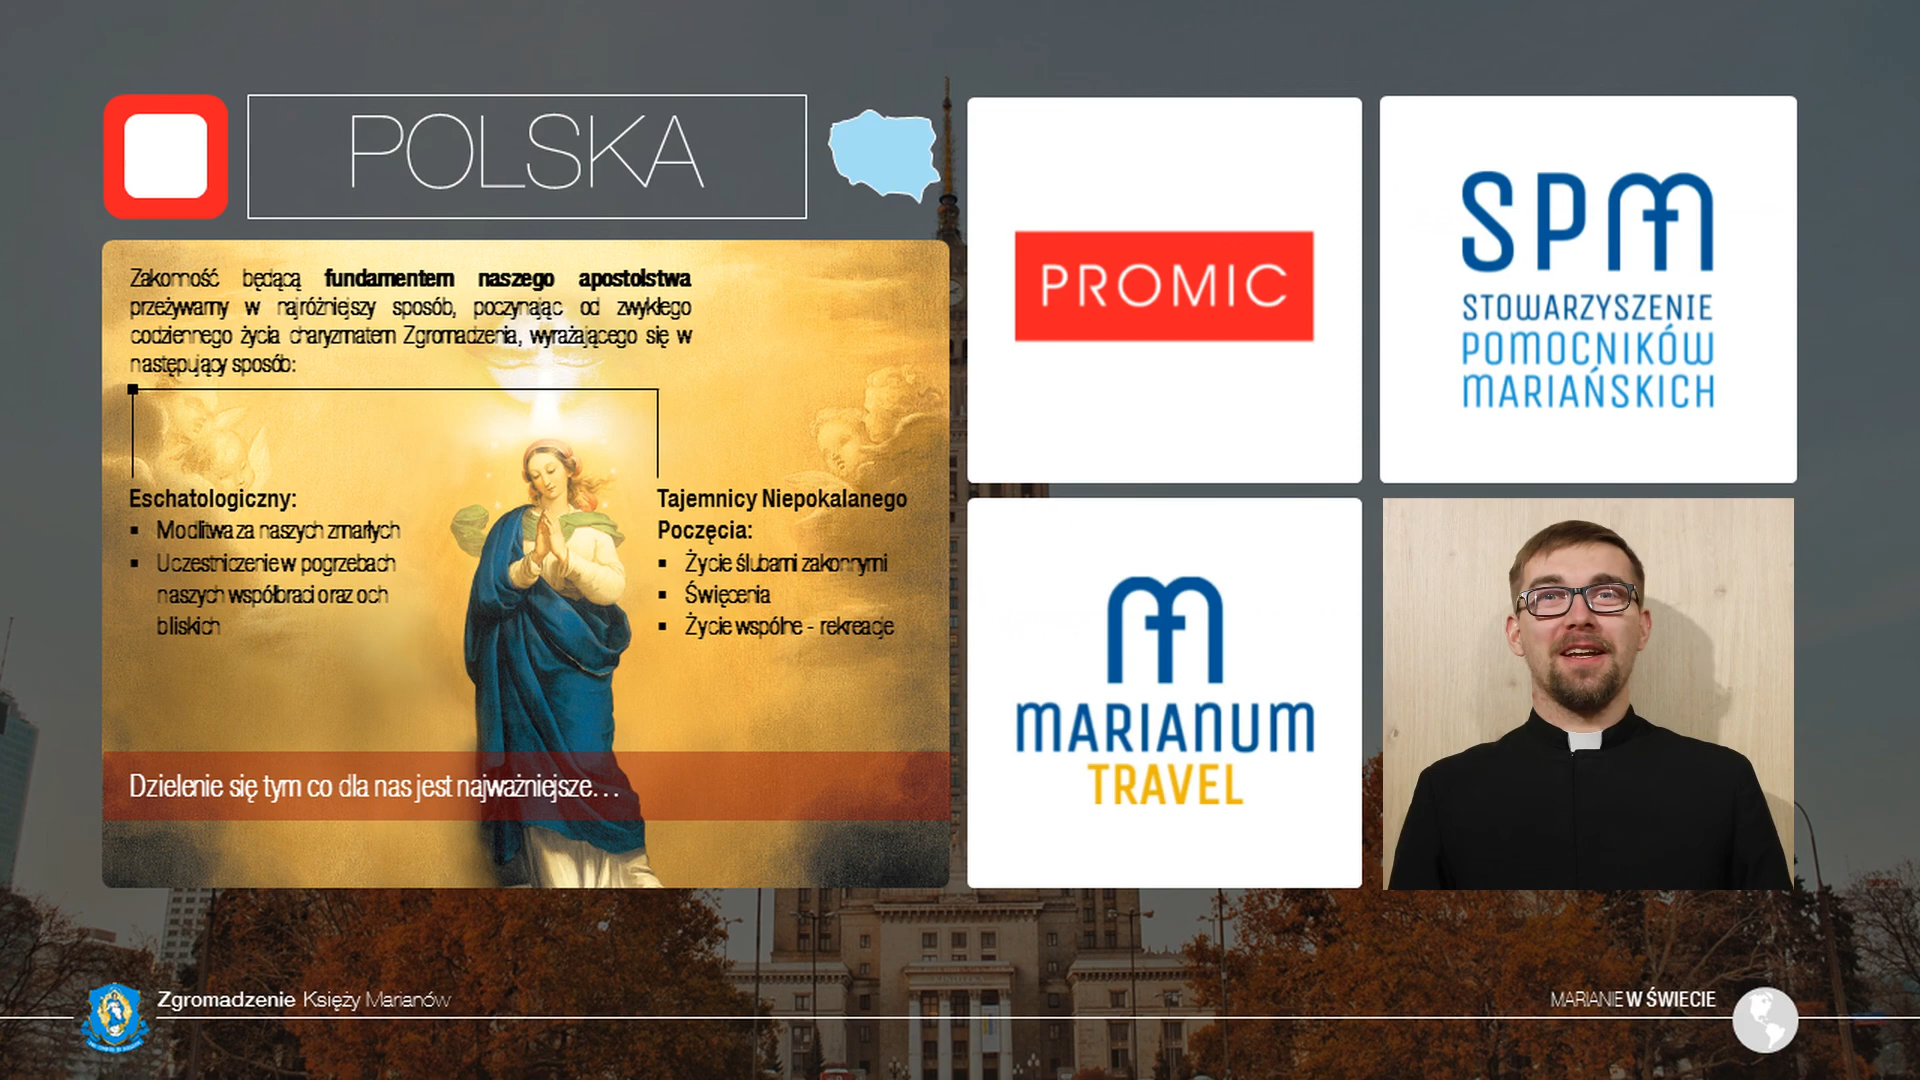 POLSKA
Zakonność będącą fundamentem naszego apostolstwa
przeżywamy w najróżniejszy sposób, poczynając od zwykłego
codziennego życia charyzmatem Zgromadzenia, wyrażającego się w
następujący sposób:
Eschatologiczny:
▪ Modlitwa za naszych zmarłych
▪ Uczestniczenie w pogrzebach
naszych współbraci oraz och
bliskich
Tajemnicy Niepokalanego
Poczęcia:
▪ Życie ślubami zakonnymi
▪ Święcenia
▪ Życie wspólne - rekreacje
Dzielenie się tym co dla nas jest najważniejsze…
PROMIC
SPM
STOWARZYSZENIE
POMOCNIKÓW
MARIAŃSKICH
MARIANUM
TRAVEL
Zgromadzenie Księży Marianów
MARIANIE W ŚWIECIE